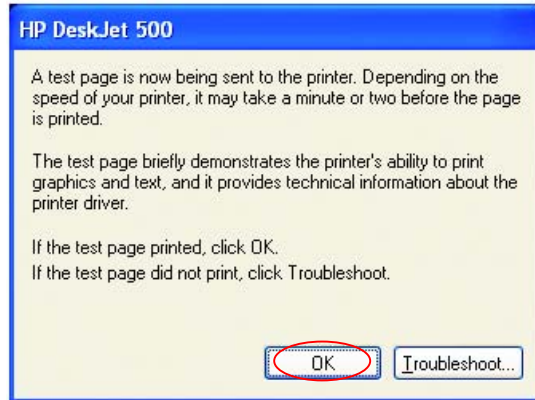 HP DeskJet 500
A test page is now being sent to the printer. Depending on the
speed of your printer, it may take a minute or two before the page
is printed.
The test page briefly demonstrates the printer's ability to print
graphics and text, and it provides technical information about the
printer driver.
If the test page printed, click OK.
If the test page did not print, click Troubleshoot.
OK Troubleshoot...